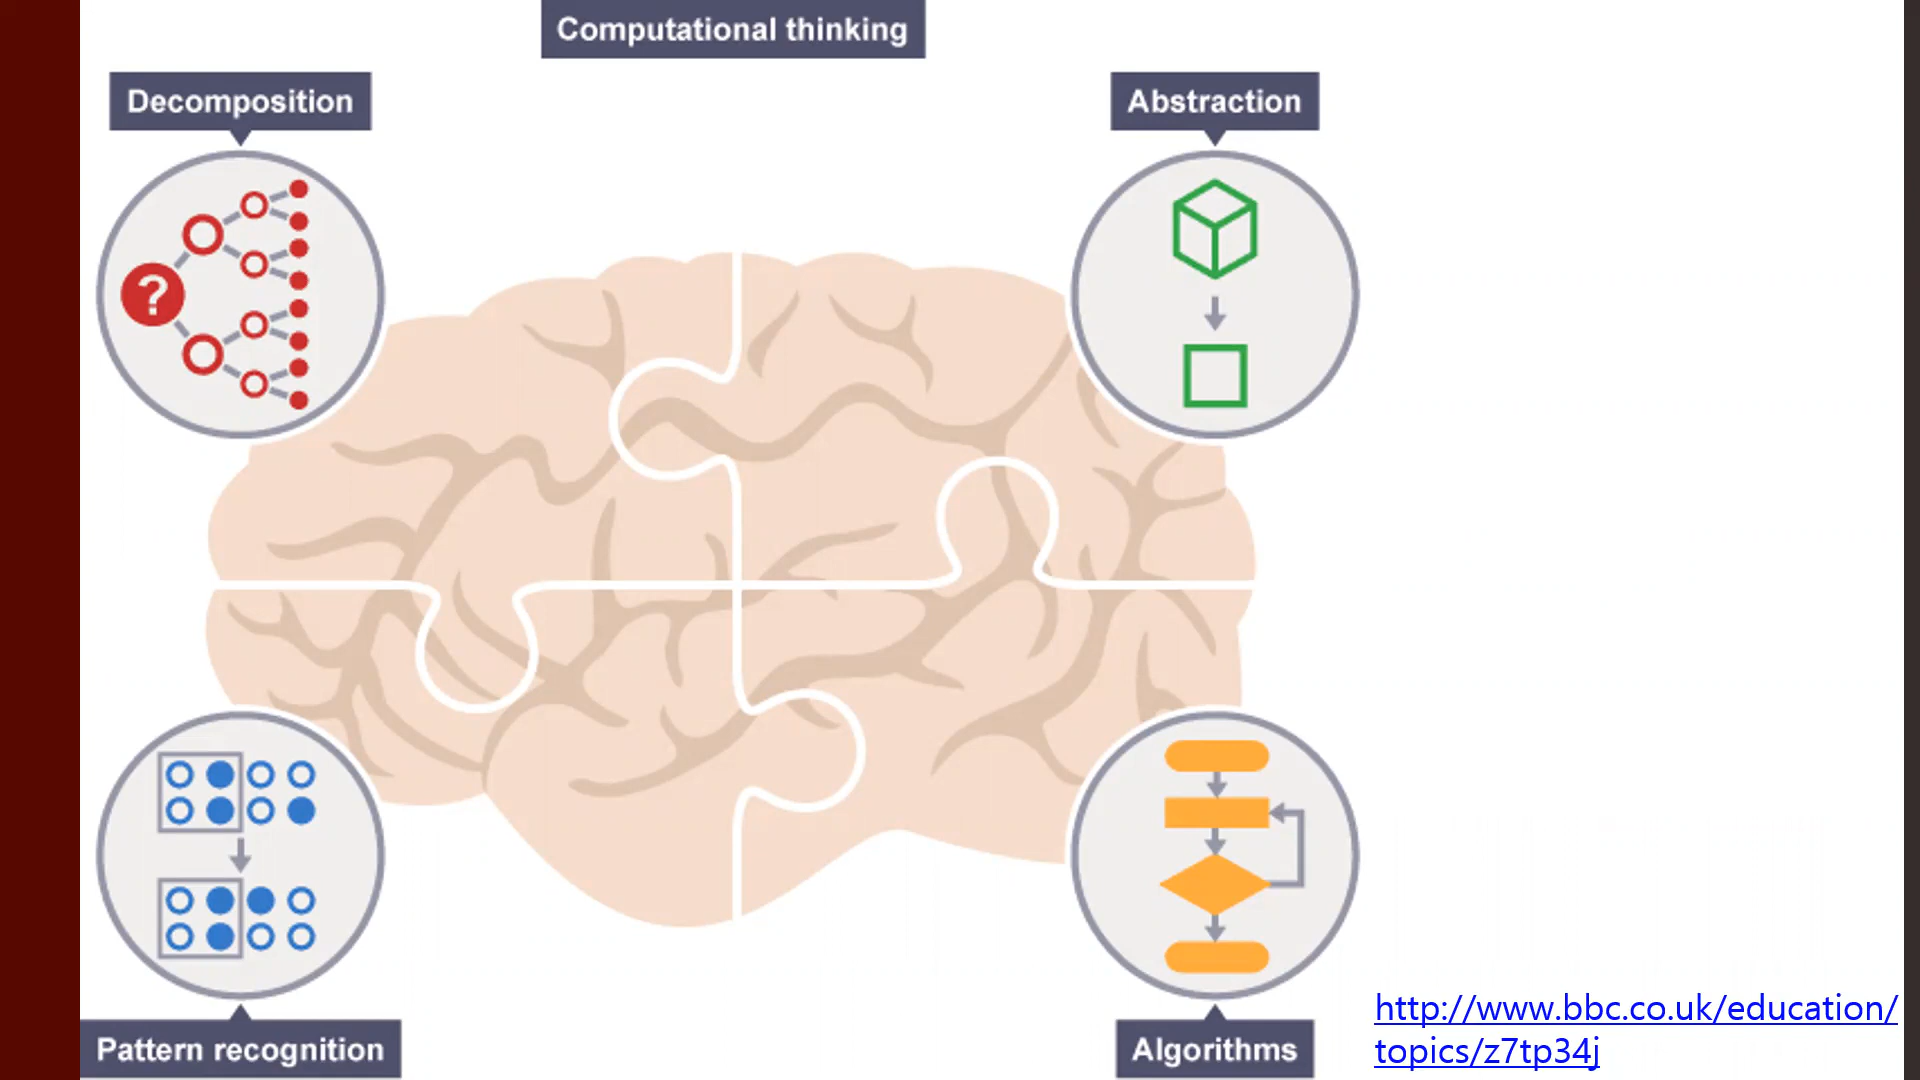 Computational thinking
Decomposition
Abstraction
?
Pattern recognition
Algorithms
http://www.bbc.co.uk/education/
topics/z7tp34j